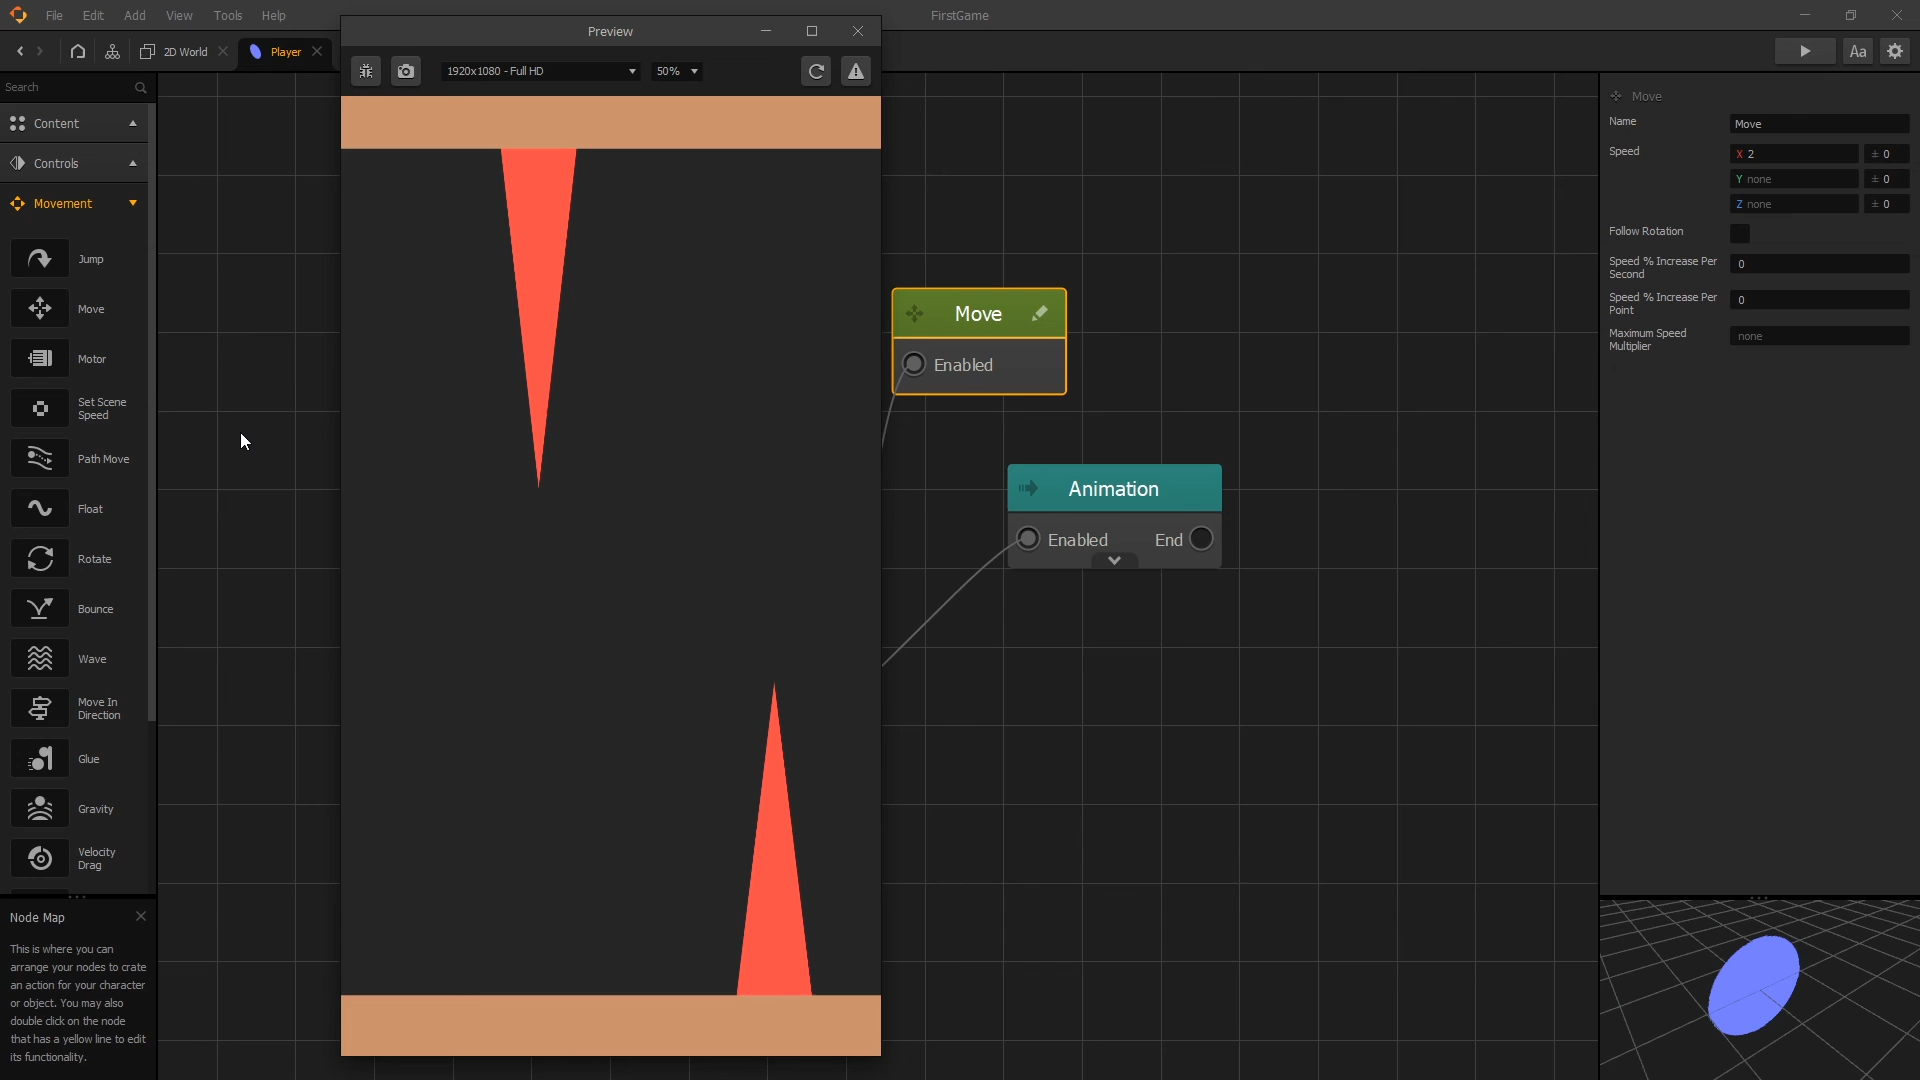 File Edit Add View Tools Help
FirstGame
Preview
2D World
Player
1920x1080 - Full HD
50%
Aa
Search
Content
Controls
Movement
Jump
Move
Motor
Set Scene
Speed
Path Move
Float
Rotate
Bounce
Wave
Move In
Direction
Glue
Gravity
Velocity
Drag
Node Map
This is where you can
arrange your nodes to crate
an action for your character
or object. You may also
double click on the node
that has a yellow line to edit
its functionality.
Move
Enabled
Animation
Enabled End
Move
Name Move
Speed X 2 ± 0
Y none ± 0
Z none ± 0
Follow Rotation
Speed % Increase Per
Second
0
Speed % Increase Per
Point
0
Maximum Speed
Multiplier
none